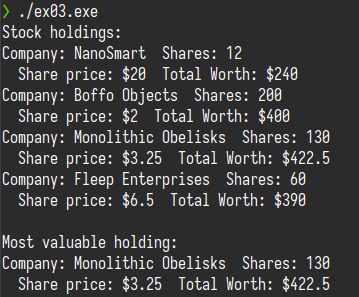 ❯ ./ex03.exe
Stock holdings:
Company: NanoSmart  Shares: 12
  Share price: $20  Total Worth: $240
Company: Boffo Objects  Shares: 200
  Share price: $2  Total Worth: $400
Company: Monolithic Obelisks  Shares: 130
  Share price: $3.25  Total Worth: $422.5
Company: Fleep Enterprises  Shares: 60
  Share price: $6.5  Total Worth: $390

Most valuable holding:
Company: Monolithic Obelisks  Shares: 130
  Share price: $3.25  Total Worth: $422.5